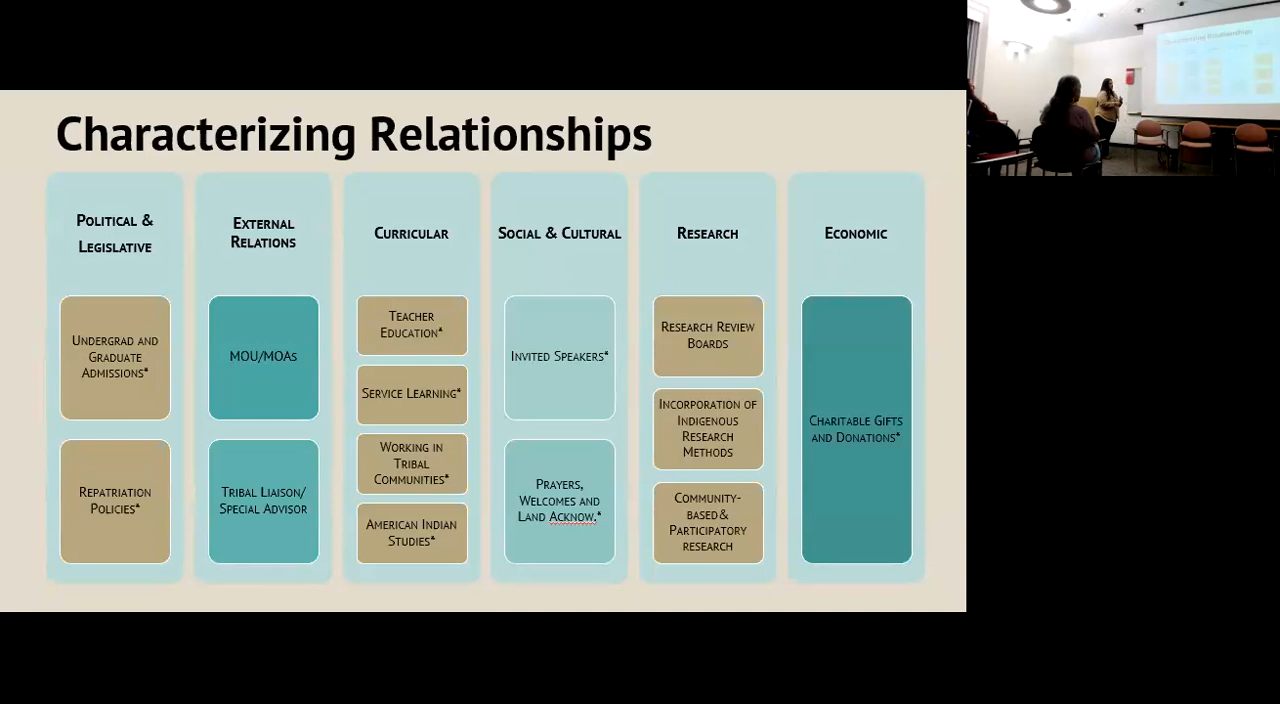 Characterizing Relationships
Political &
Legislative
Undergrad and
Graduate
Admissions*
Repatriation
Policies*
External
Relations
MOU/MOAs
Tribal Liaison/
Special Advisor
Curricular
Teacher
Education*
Service Learning*
Working in
Tribal
Communities*
American Indian
Studies*
Social & Cultural
Invited Speakers*
Prayers,
Welcomes and
Land Acknow.*
Research
Research Review
Boards
Incorporation of
Indigenous
Research
Methods
Community-
based&
Participatory
research
Economic
Charitable Gifts
and Donations*
Characterizing Relationships